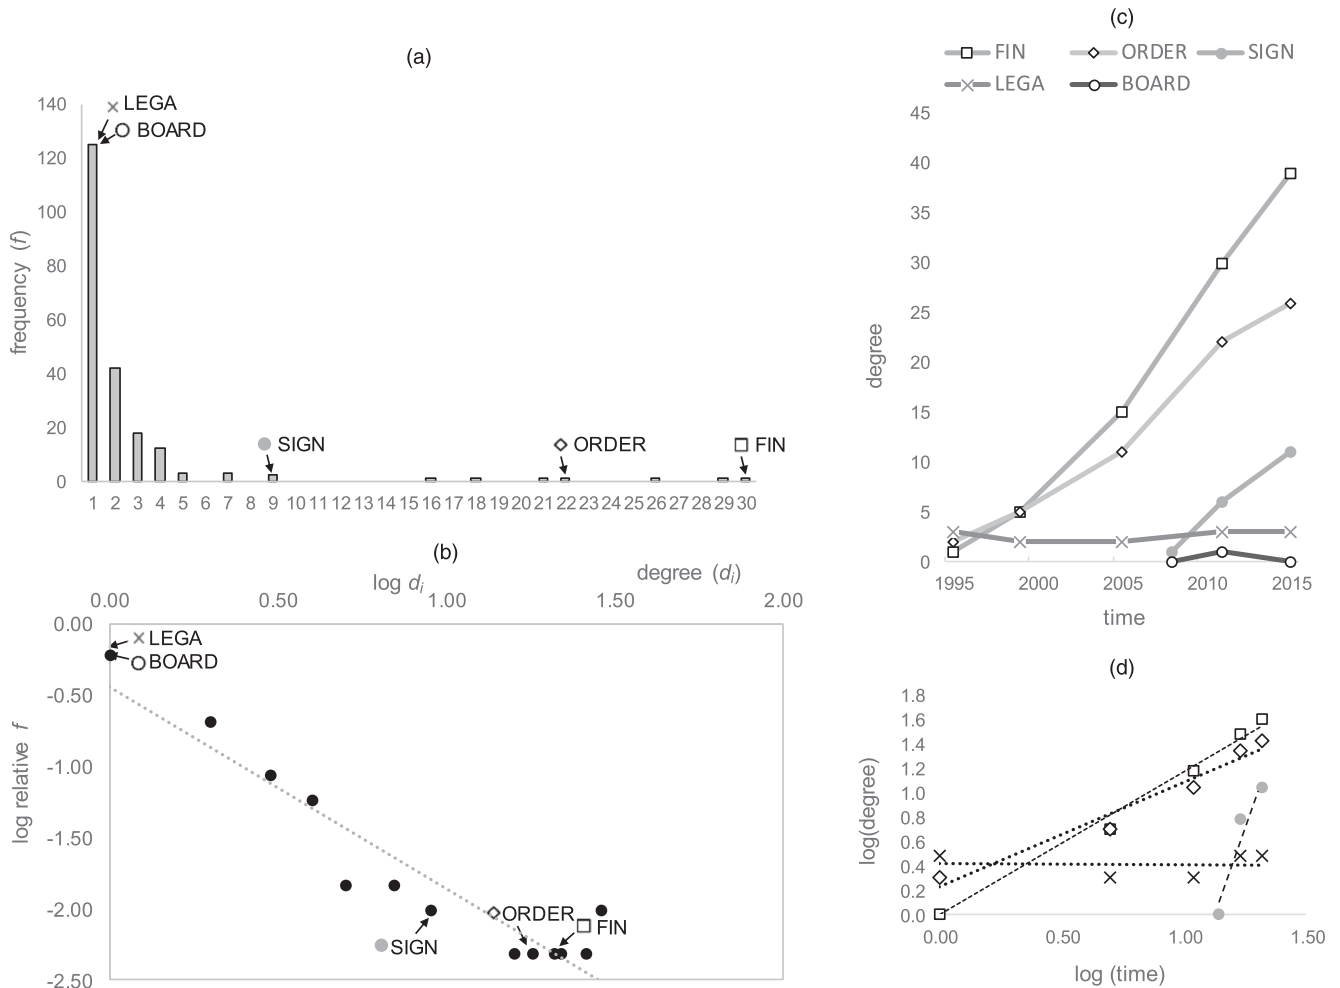 (a)
140
120
100
80
60
40
20
0
frequency (f)
LEGA
BOARD
SIGN
ORDER
FIN
1 2 3 4 5 6 7 8 9 10 11 12 13 14 15 16 17 18 19 20 21 22 23 24 25 26 27 28 29 30
degree (di)
(b)
log di
0.00 0.50 1.00 1.50 2.00
0.00
-0.50
-1.00
-1.50
-2.00
-2.50
log relative f
LEGA
BOARD
SIGN
ORDER
FIN
(c)
FIN ORDER SIGN
LEGA BOARD
45
40
35
30
25
20
15
10
5
0
degree
1995 2000 2005 2010 2015
time
(d)
1.8
1.6
1.4
1.2
1.0
0.8
0.6
0.4
0.2
0.0
log(degree)
0.00 0.50 1.00 1.50
log (time)